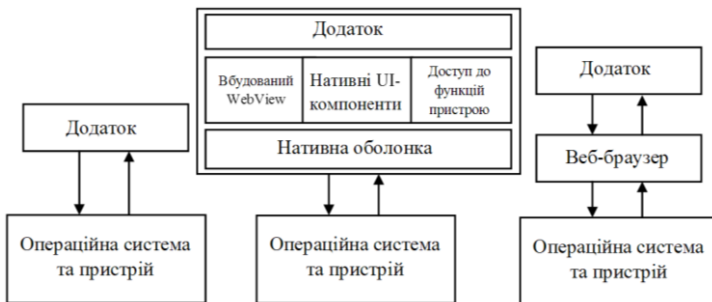 Додаток
Операційна система
та пристрій
Додаток
Вбудований
WebView
Нативні UI-
компоненти
Доступ до
функцій
пристрою
Нативна оболонка
Операційна система
та пристрій
Додаток
Веб-браузер
Операційна система
та пристрій